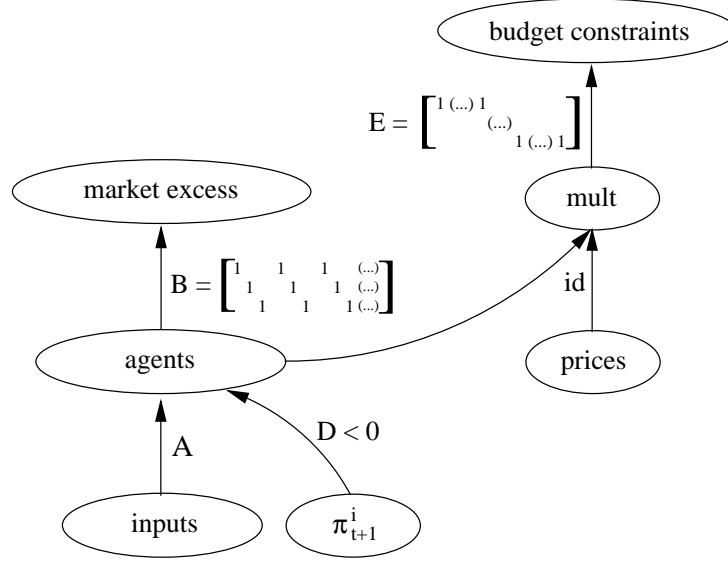 budget constraints
E = [ 1 (...) 1
(...)
1 (...) 1 ]
market excess
mult
B = [ 1 1 1 (...)
1 1 1 (...)
1 1 1 (...) ]
id
agents
prices
D < 0
A
inputs
π^i_{t+1}